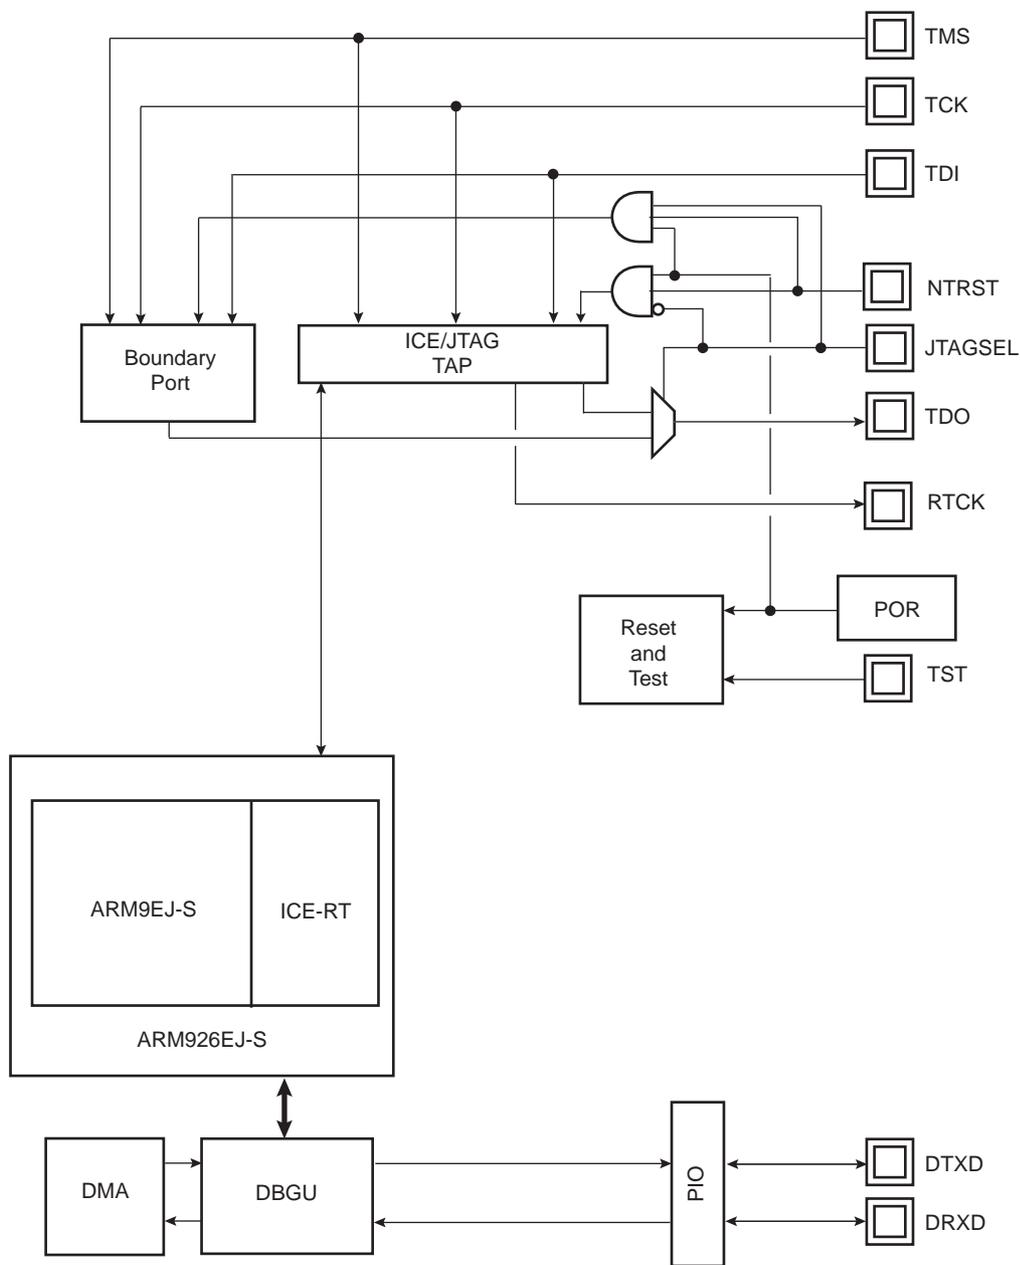 TMS
TCK
TDI
NTRST
JTAGSEL
Boundary
Port
ICE/JTAG
TAP
TDO
RTCK
POR
Reset
and
Test
TST
ARM9EJ-S
ICE-RT
ARM926EJ-S
DMA
DBGU
PIO
DTXD
DRXD